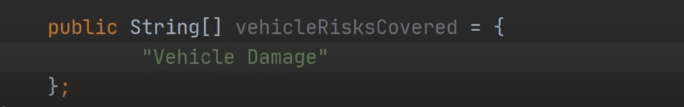 public String[] vehicleRisksCovered = {
"Vehicle Damage"
};